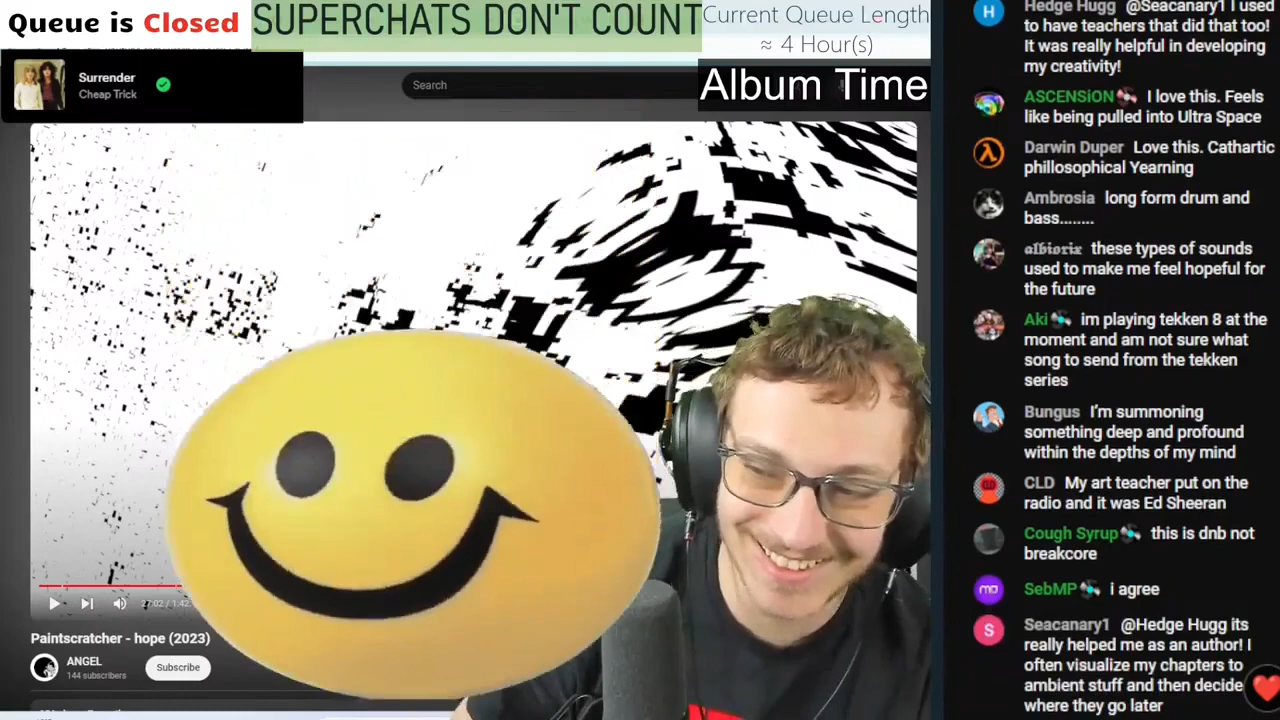 Queue is Closed
SUPERCHATS DON'T COUNT
Current Queue Length
≈ 4 Hour(s)
Album Time
Surrender
Cheap Trick
Search
27:02 / 1:42:
Paintscratcher - hope (2023)
ANGEL
144 subscribers
Subscribe
Hedge Hugg @Seacanary1 I used
to have teachers that did that too!
It was really helpful in developing
my creativity!
ASCENSiON I love this. Feels
like being pulled into Ultra Space
Darwin Duper Love this. Cathartic
phillosophical Yearning
Ambrosia long form drum and
bass........
albiorix these types of sounds
used to make me feel hopeful for
the future
Aki im playing tekken 8 at the
moment and am not sure what
song to send from the tekken
series
Bungus I'm summoning
something deep and profound
within the depths of my mind
CLD My art teacher put on the
radio and it was Ed Sheeran
Cough Syrup this is dnb not
breakcore
SebMP i agree
Seacanary1 @Hedge Hugg its
really helped me as an author! I
often visualize my chapters to
ambient stuff and then decide
where they go later